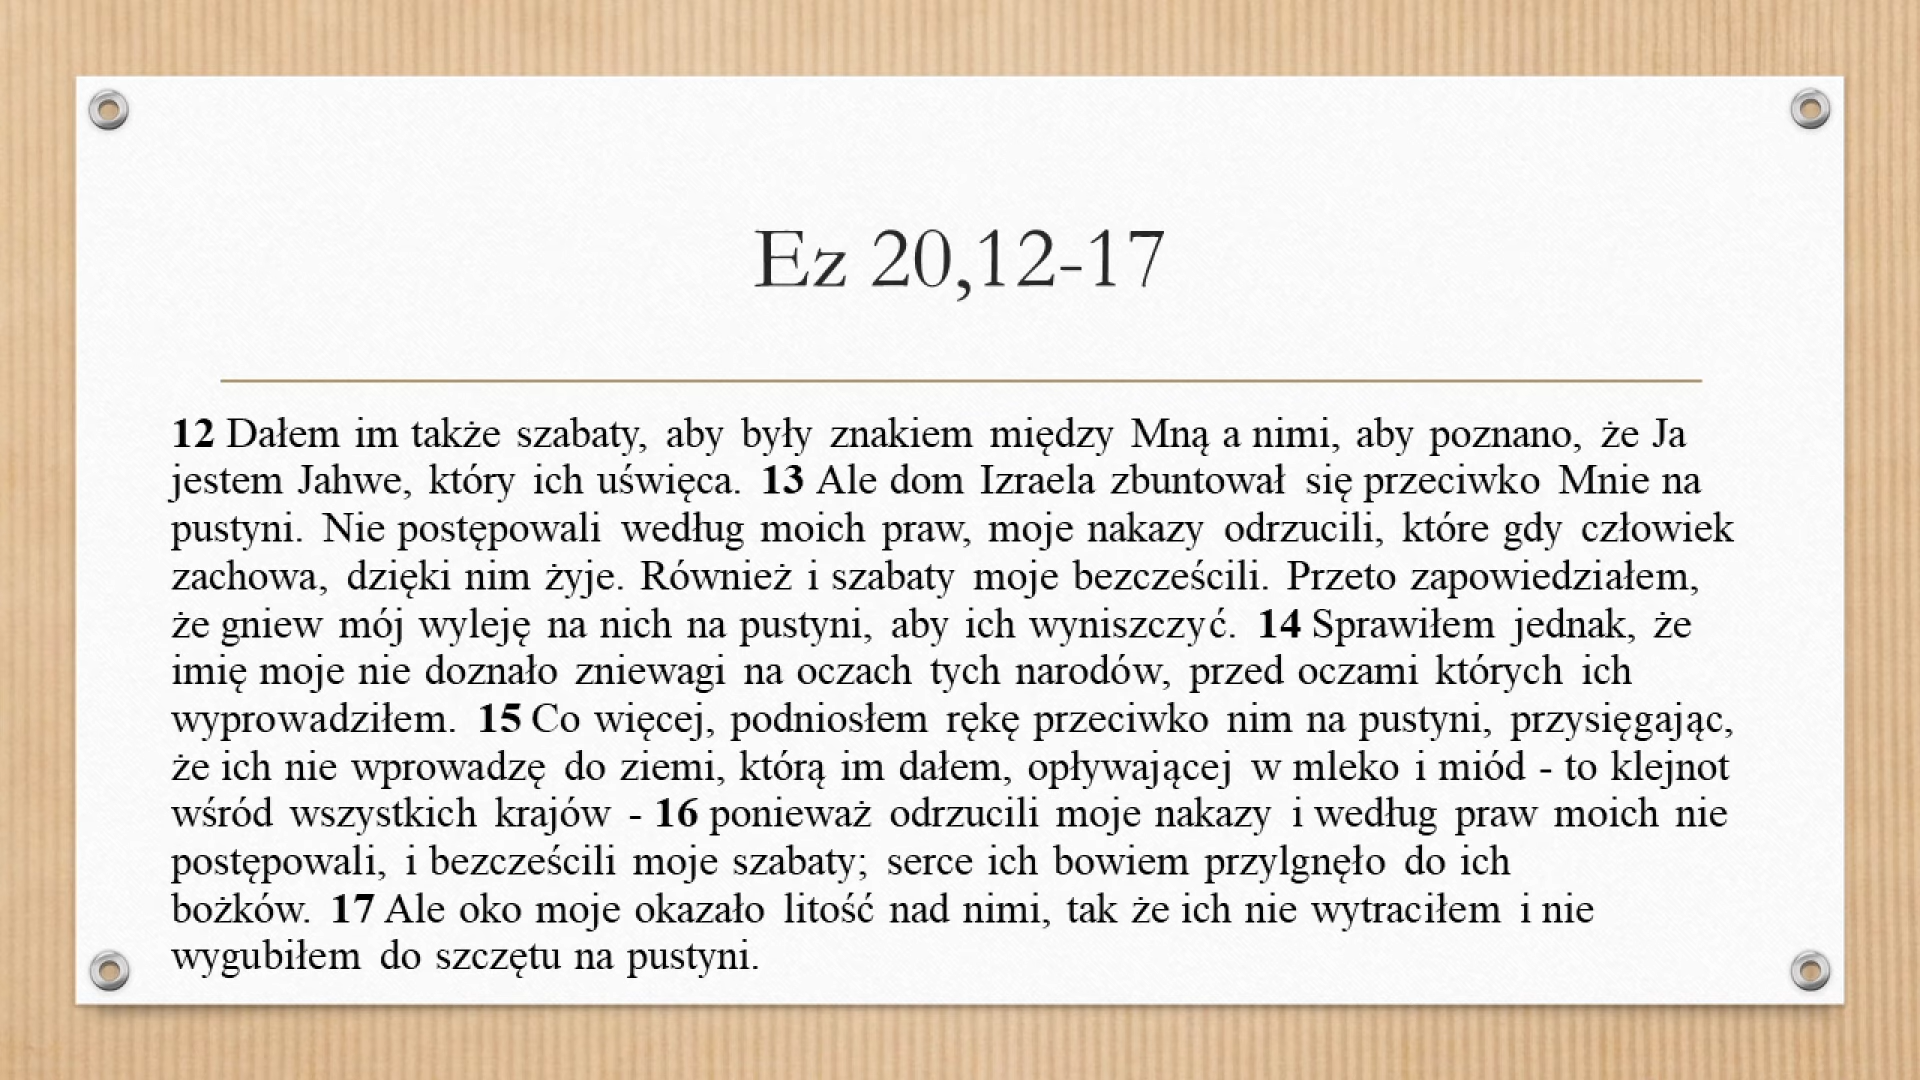 Ez 20,12-17
12 Dałem im także szabaty, aby były znakiem między Mną a nimi, aby poznano, że Ja
jestem Jahwe, który ich uświęca. 13 Ale dom Izraela zbuntował się przeciwko Mnie na
pustyni. Nie postępowali według moich praw, moje nakazy odrzucili, które gdy człowiek
zachowa, dzięki nim żyje. Również i szabaty moje bezcześcili. Przeto zapowiedziałem,
że gniew mój wyleję na nich na pustyni, aby ich wyniszczyć. 14 Sprawiłem jednak, że
imię moje nie doznało zniewagi na oczach tych narodów, przed oczami których ich
wyprowadziłem. 15 Co więcej, podniosłem rękę przeciwko nim na pustyni, przysięgając,
że ich nie wprowadzę do ziemi, którą im dałem, opływającej w mleko i miód - to klejnot
wśród wszystkich krajów - 16 ponieważ odrzucili moje nakazy i według praw moich nie
postępowali, i bezcześcili moje szabaty; serce ich bowiem przylgnęło do ich
bożków. 17 Ale oko moje okazało litość nad nimi, tak że ich nie wytraciłem i nie
wygubiłem do szczętu na pustyni.